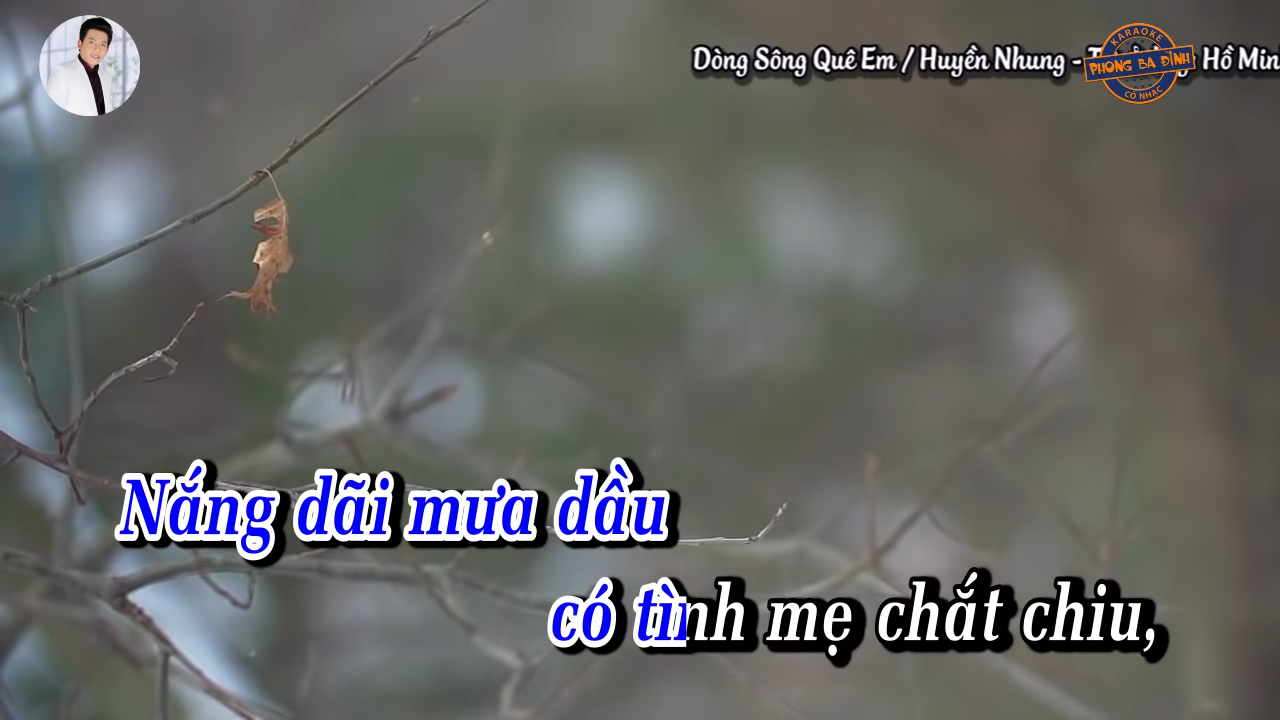 Dòng Sông Quê Em / Huyền Nhung - Hồ Min
KARAOKE
PHONG BA ĐÌNH
CÔ NHẠC
Nắng dãi mưa dầu
có tình mẹ chắt chiu,